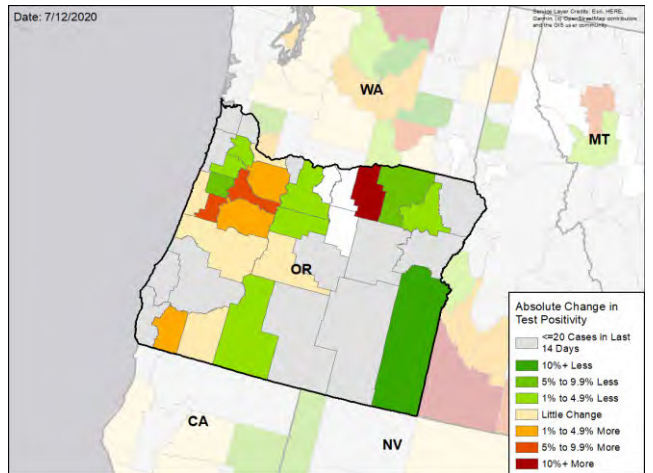 Date: 7/12/2020
Service Layer Credits: Esri, HERE,
Garmin, (c) OpenStreetMap contributors,
and the GIS user community
WA
MT
OR
CA
NV
Absolute Change in
Test Positivity
<=20 Cases in Last
14 Days
10%+ Less
5% to 9.9% Less
1% to 4.9% Less
Little Change
1% to 4.9% More
5% to 9.9% More
10%+ More